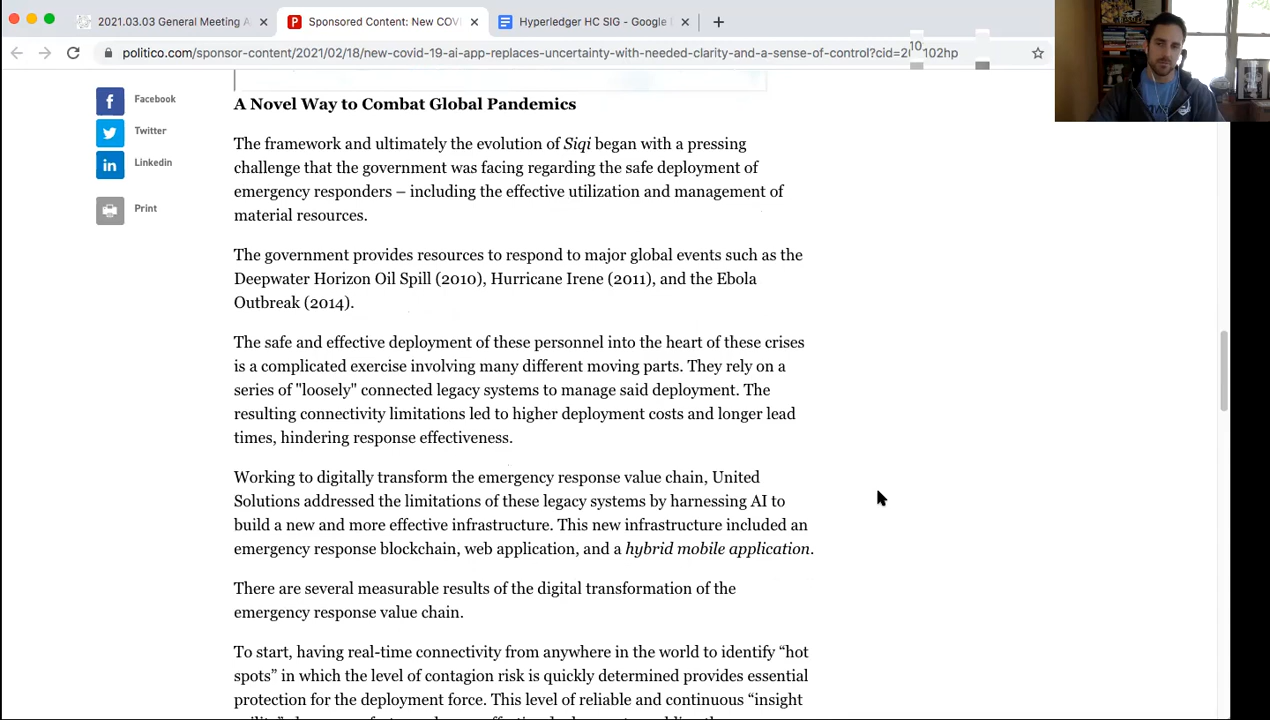 2021.03.03 General Meeting A
Sponsored Content: New COVI
Hyperledger HC SIG - Google
politico.com/sponsor-content/2021/02/18/new-covid-19-ai-app-replaces-uncertainty-with-needed-clarity-and-a-sense-of-control?cid=2
102hp
10
Facebook
Twitter
Linkedin
Print
A Novel Way to Combat Global Pandemics
The framework and ultimately the evolution of Siqi began with a pressing
challenge that the government was facing regarding the safe deployment of
emergency responders – including the effective utilization and management of
material resources.
The government provides resources to respond to major global events such as the
Deepwater Horizon Oil Spill (2010), Hurricane Irene (2011), and the Ebola
Outbreak (2014).
The safe and effective deployment of these personnel into the heart of these crises
is a complicated exercise involving many different moving parts. They rely on a
series of "loosely" connected legacy systems to manage said deployment. The
resulting connectivity limitations led to higher deployment costs and longer lead
times, hindering response effectiveness.
Working to digitally transform the emergency response value chain, United
Solutions addressed the limitations of these legacy systems by harnessing AI to
build a new and more effective infrastructure. This new infrastructure included an
emergency response blockchain, web application, and a hybrid mobile application.
There are several measurable results of the digital transformation of the
emergency response value chain.
To start, having real-time connectivity from anywhere in the world to identify “hot
spots” in which the level of contagion risk is quickly determined provides essential
protection for the deployment force. This level of reliable and continuous “insight